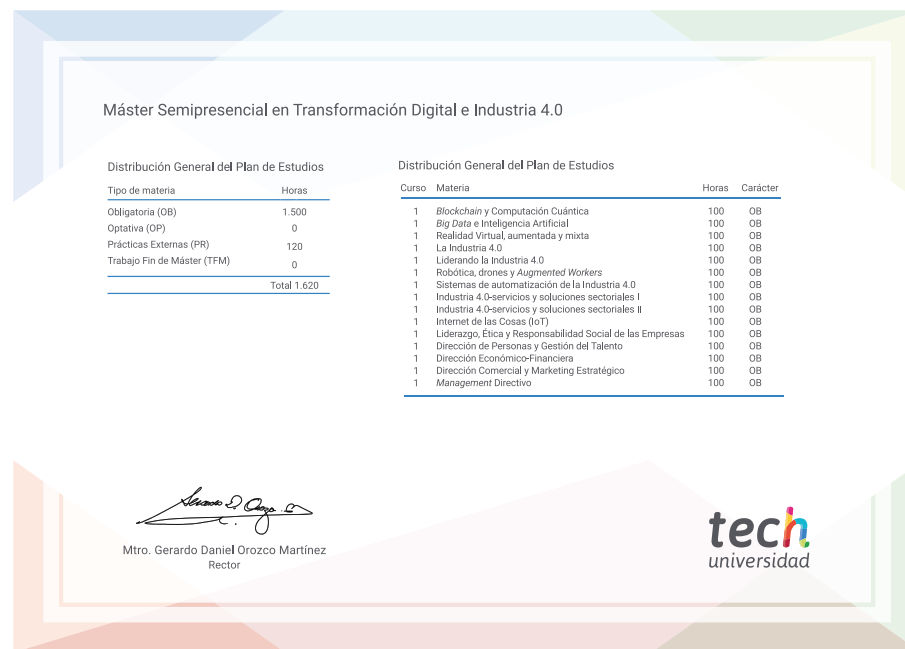 Máster Semipresencial en Transformación Digital e Industria 4.0
Distribución General del Plan de Estudios
Tipo de materia Horas
Obligatoria (OB) 1.500
Optativa (OP) 0
Prácticas Externas (PR) 120
Trabajo Fin de Máster (TFM) 0
Total 1.620
Distribución General del Plan de Estudios
Curso Materia Horas Carácter
1 Blockchain y Computación Cuántica 100 OB
1 Big Data e Inteligencia Artificial 100 OB
1 Realidad Virtual, aumentada y mixta 100 OB
1 La Industria 4.0 100 OB
1 Liderando la Industria 4.0 100 OB
1 Robótica, drones y Augmented Workers 100 OB
1 Sistemas de automatización de la Industria 4.0 100 OB
1 Industria 4.0-servicios y soluciones sectoriales I 100 OB
1 Industria 4.0-servicios y soluciones sectoriales II 100 OB
1 Internet de las Cosas (IoT) 100 OB
1 Liderazgo, Ética y Responsabilidad Social de las Empresas 100 OB
1 Dirección de Personas y Gestión del Talento 100 OB
1 Dirección Económico-Financiera 100 OB
1 Dirección Comercial y Marketing Estratégico 100 OB
1 Management Directivo 100 OB
Mtro. Gerardo Daniel Orozco Martínez
Rector
tech
universidad